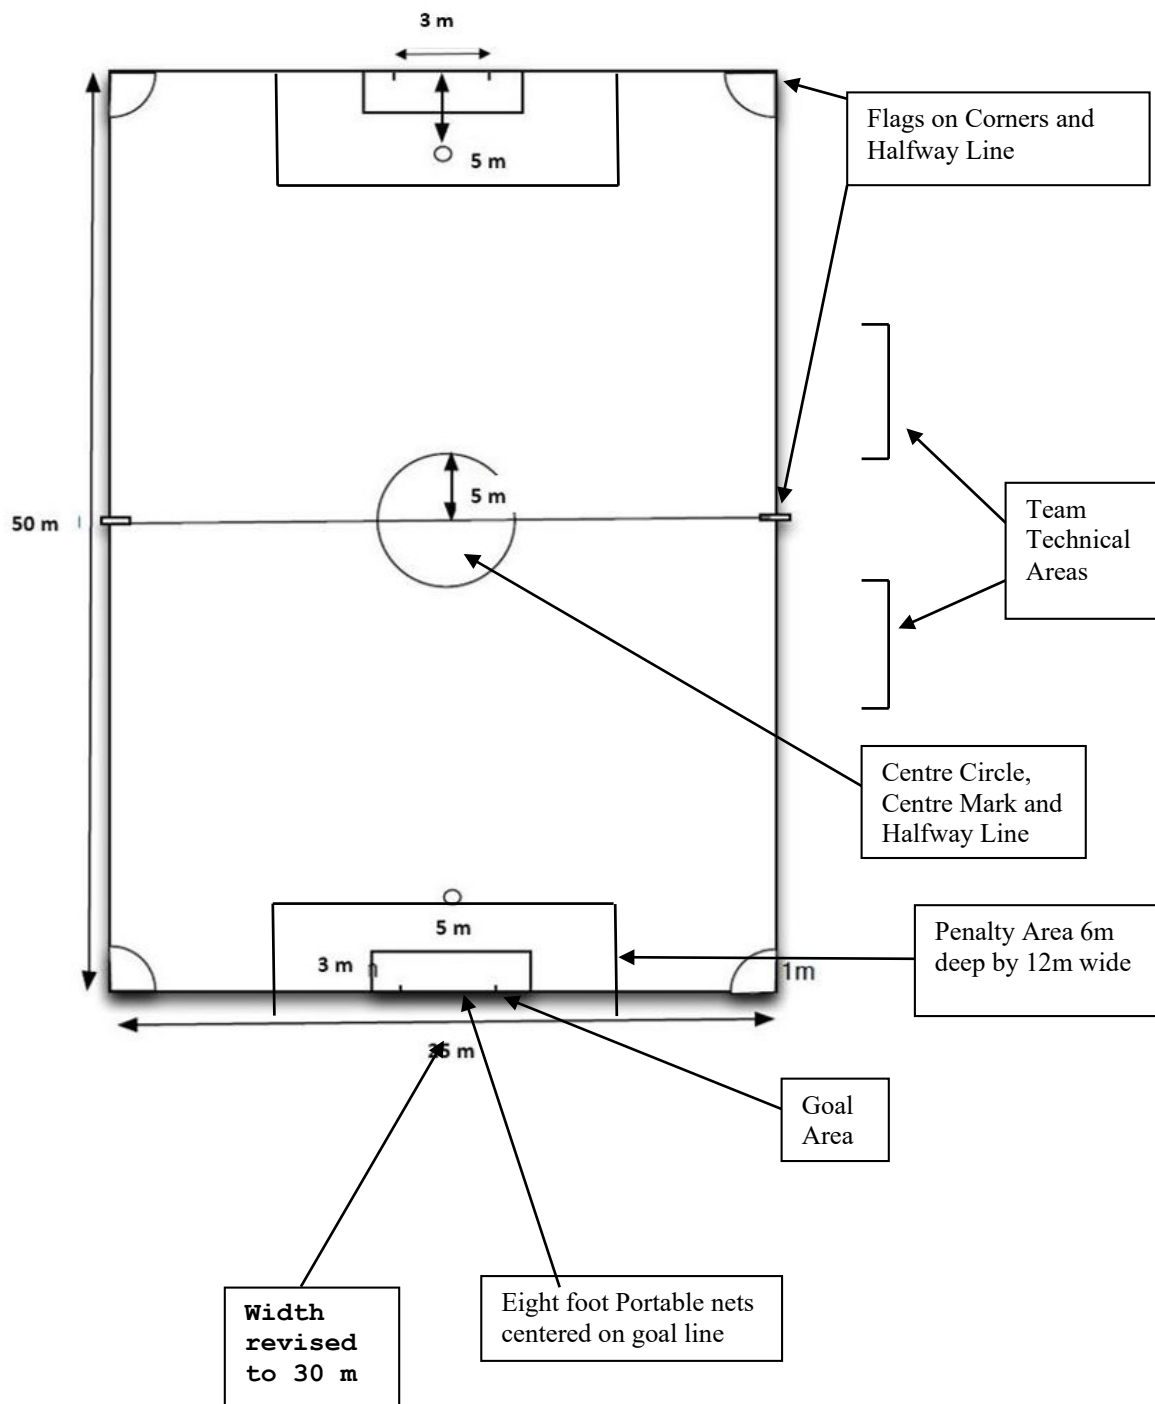 3 m
Flags on Corners and
Halfway Line
5 m
5 m
50 m
Team
Technical
Areas
Centre Circle,
Centre Mark and
Halfway Line
5 m
3 m
Penalty Area 6m
deep by 12m wide
1m
m
Goal
Area
Eight foot Portable nets
centered on goal line
Width
revised
to 30 m